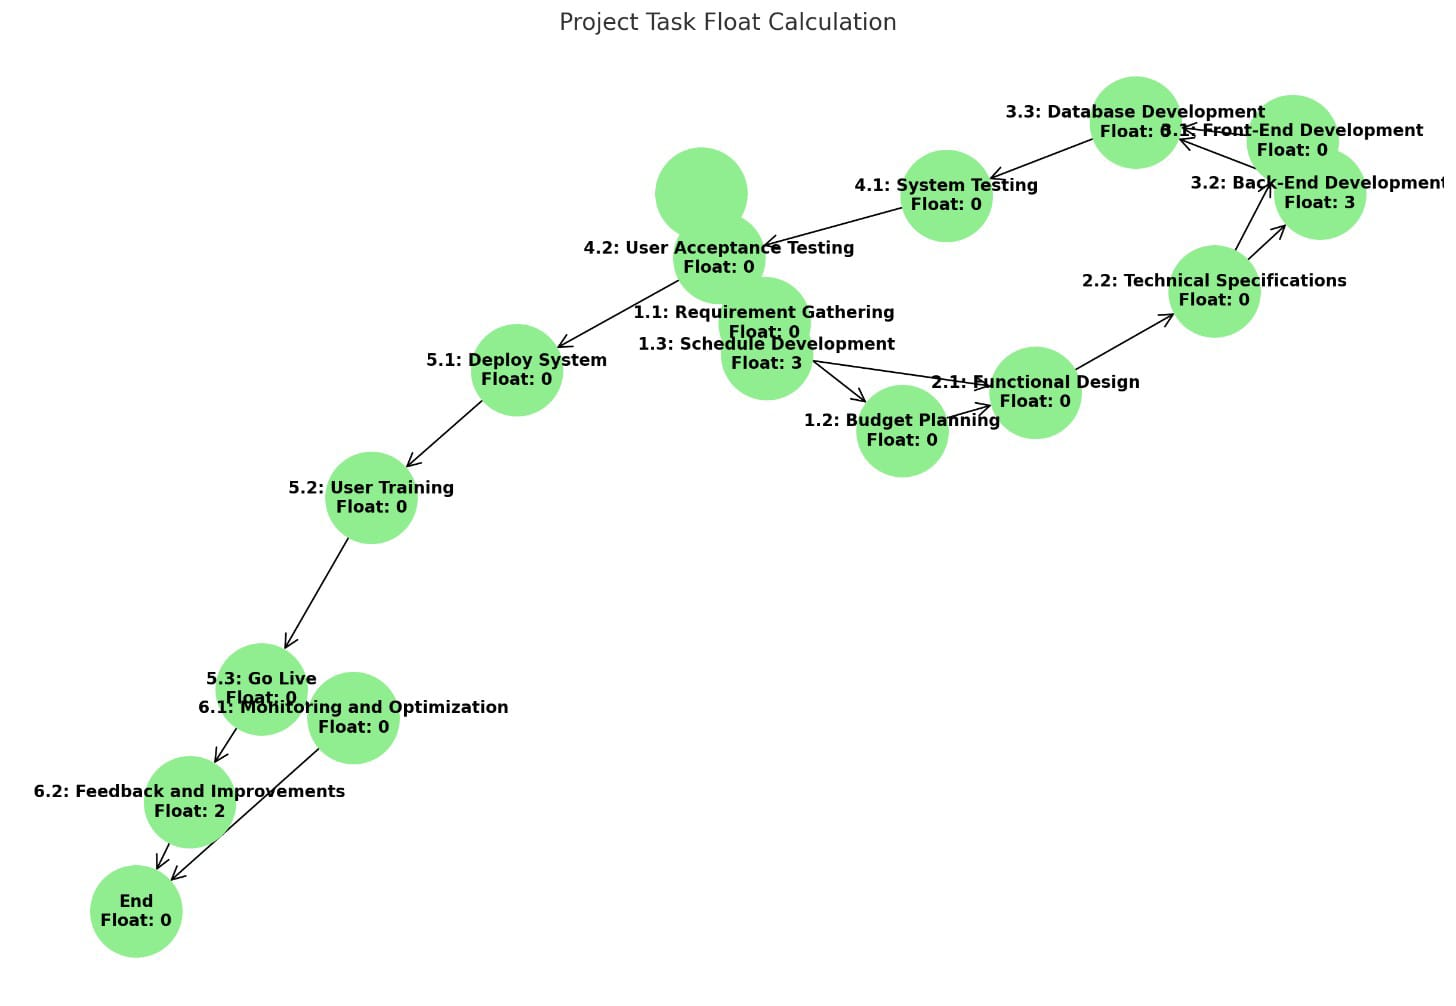 Project Task Float Calculation
3.3: Database Development
Float: 0
3.1: Front-End Development
Float: 0
3.2: Back-End Development
Float: 3
4.1: System Testing
Float: 0
4.2: User Acceptance Testing
Float: 0
2.2: Technical Specifications
Float: 0
1.1: Requirement Gathering
Float: 0
1.3: Schedule Development
Float: 3
5.1: Deploy System
Float: 0
2.1: Functional Design
Float: 0
1.2: Budget Planning
Float: 0
5.2: User Training
Float: 0
5.3: Go Live
Float: 0
6.1: Monitoring and Optimization
Float: 0
6.2: Feedback and Improvements
Float: 2
End
Float: 0